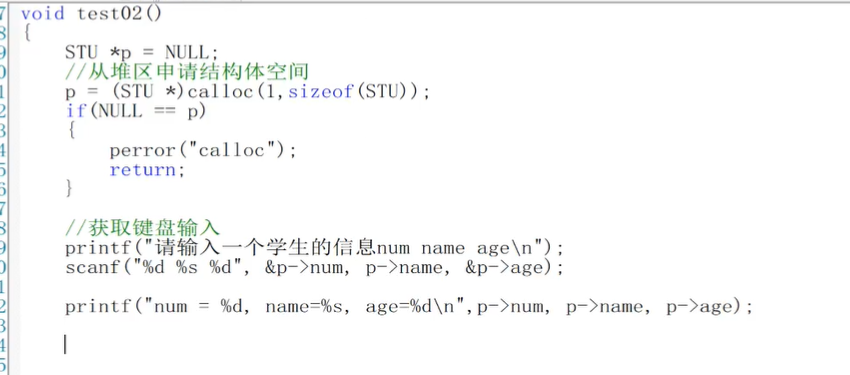 7 void test02()
8 {
9 STU *p = NULL;
0 //从堆区申请结构体空间
1 p = (STU *)calloc(1,sizeof(STU));
2 if(NULL == p)
3 {
4 perror("calloc");
5 return;
6 }
7
8 //获取键盘输入
9 printf("请输入一个学生的信息num name age\n");
0 scanf("%d %s %d", &p->num, p->name, &p->age);
1
2 printf("num = %d, name=%s, age=%d\n",p->num, p->name, p->age);
3
4
5